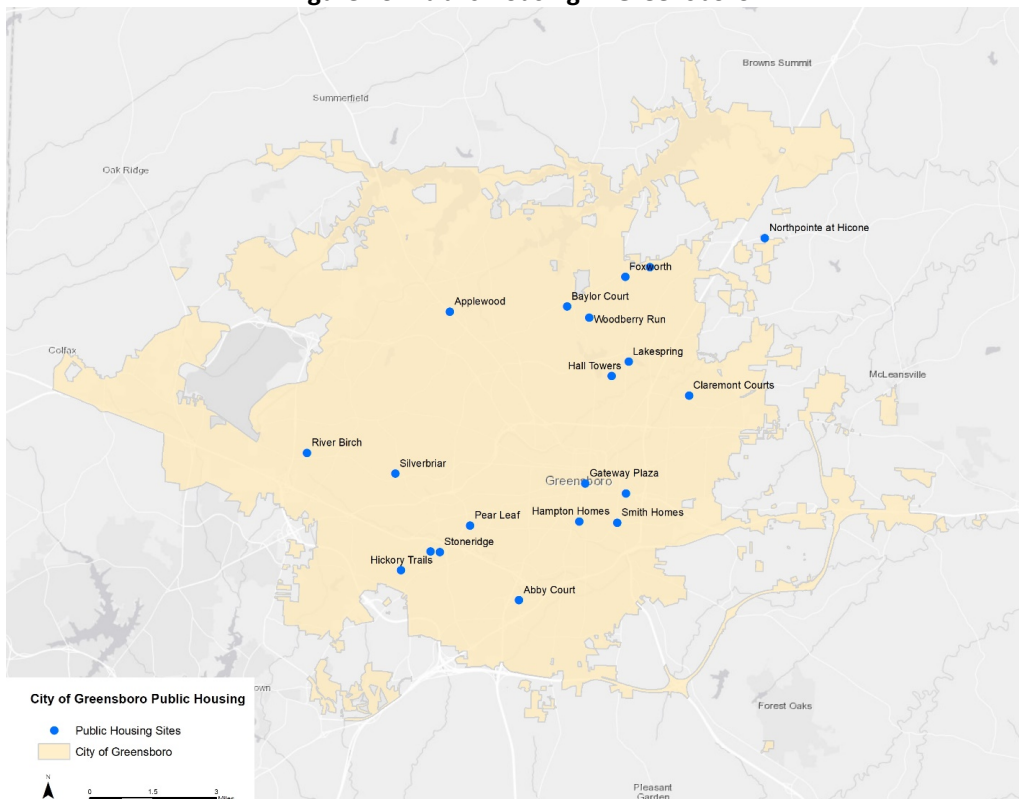 Browns Summit
Summerfield
Oak Ridge
Northpointe at Hicone
Foxworth
Applewood
Baylor Court
Woodberry Run
Colfax
Lakespring
Hall Towers
McLeansville
Claremont Courts
River Birch
Silverbriar
Gateway Plaza
Greensboro
Pear Leaf
Hampton Homes
Smith Homes
Stoneridge
Hickory Trails
Abby Court
City of Greensboro Public Housing
Public Housing Sites
City of Greensboro
Forest Oaks
N
0 1.5 3
Miles
Pleasant
Garden